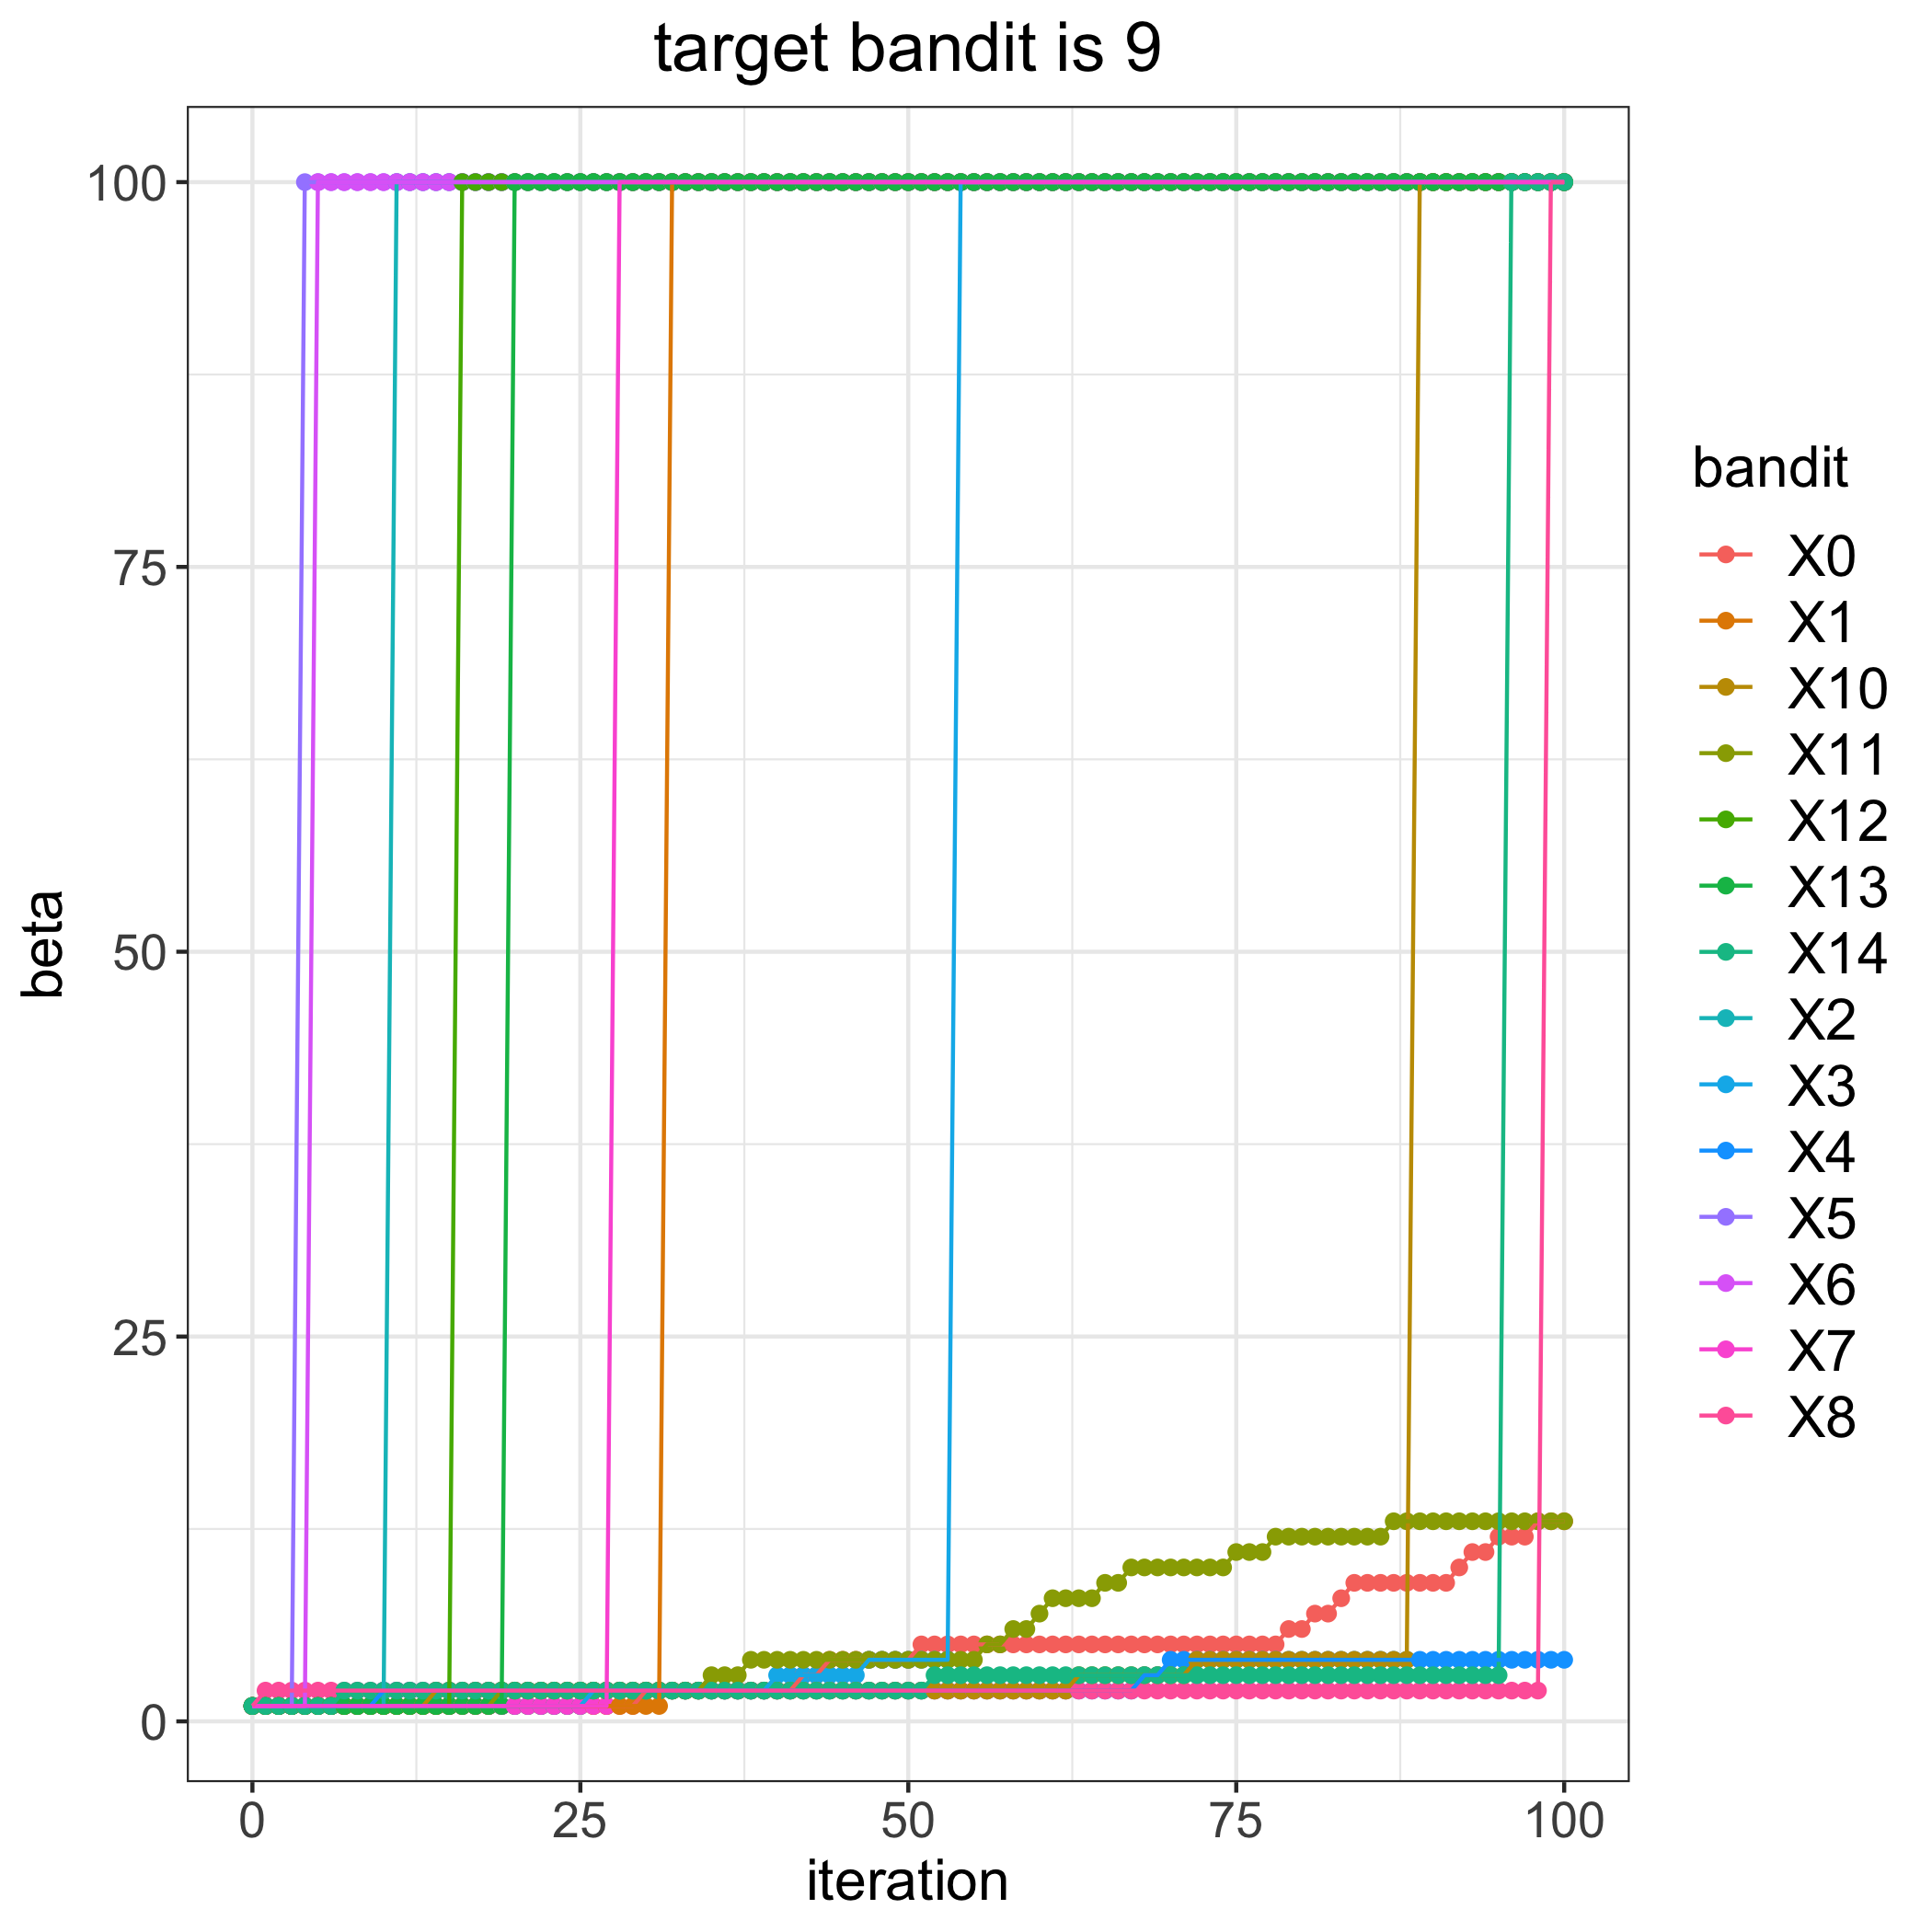 target bandit is 9
100
75
50
25
0
beta
0 25 50 75 100
iteration
bandit
X0
X1
X10
X11
X12
X13
X14
X2
X3
X4
X5
X6
X7
X8